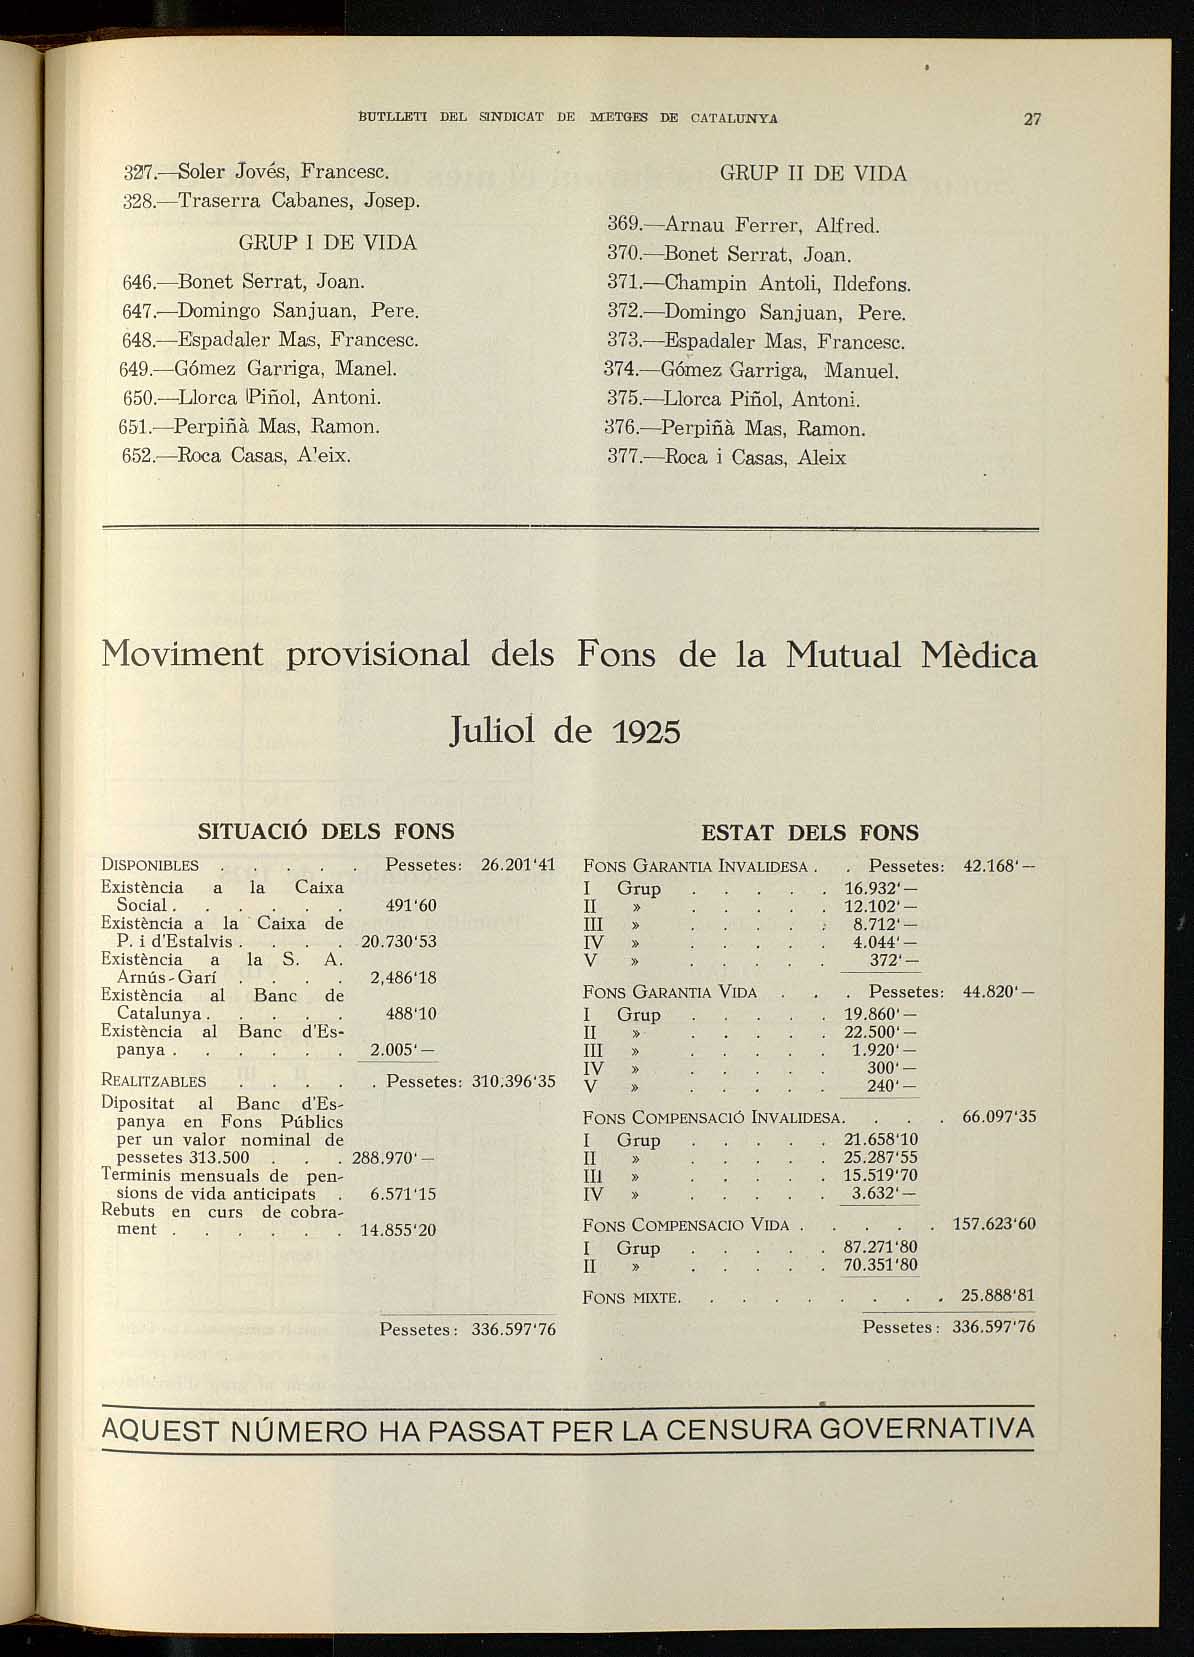 BUTLLETI DEL SINDICAT DE METGES DE CATALUNYA 27
327.—Soler Jovés, Francesc.
328.—Traserra Cabanes, Josep.
GRUP I DE VIDA
646.—Bonet Serrat, Joan.
647.—Domingo Sanjuan, Pere.
648.—Espadaler Mas, Francesc.
649.—Gómez Garriga, Manel.
650.—Llorca Piñol, Antoni.
651.—Perpiñà Mas, Ramon.
652.—Roca Casas, A'eix.
GRUP II DE VIDA
369.—Arnau Ferrer, Alfred.
370.—Bonet Serrat, Joan.
371.—Champin Antoli, Ildefons.
372.—Domingo Sanjuan, Pere.
373.—Espadaler Mas, Francesc.
374.—Gómez Garriga, Manuel.
375.—Llorca Piñol, Antoni.
376.—Perpiñà Mas, Ramon.
377.—Roca i Casas, Aleix
Moviment provisional dels Fons de la Mutual Mèdica
Juliol de 1925
SITUACIÓ DELS FONS
DISPONIBLES . . . . . Pessetes: 26.201'41
Existència a la Caixa
Social . . . . . . 491'60
Existència a la Caixa de
P. i d'Estalvis . . . . 20.730'53
Existència a la S. A.
Arnús-Garí . . . . 2,486'18
Existència al Banc de
Catalunya . . . . . 488'10
Existència al Banc d'Es-
panya . . . . . . 2.005'—
REALITZABLES . . . . . Pessetes: 310.396'35
Dipositat al Banc d'Es-
panya en Fons Públics
per un valor nominal de
pessetes 313.500 . . . 288.970'—
Terminis mensuals de pen-
sions de vida anticipats . 6.571'15
Rebuts en curs de cobra-
ment . . . . . . 14.855'20
Pessetes: 336.597'76
ESTAT DELS FONS
FONS GARANTIA INVALIDESA . . Pessetes: 42.168'—
I Grup . . . . . 16.932'—
II » . . . . . 12.102'—
III » . . . . . 8.712'—
IV » . . . . . 4.044'—
V » . . . . . 372'—
FONS GARANTIA VIDA . . . Pessetes: 44.820'—
I Grup . . . . . 19.860'—
II » . . . . . 22.500'—
III » . . . . . 1.920'—
IV » . . . . . 300'—
V » . . . . . 240'—
FONS COMPENSACIÓ INVALIDESA. . . . . 66.097'35
I Grup . . . . . 21.658'10
II » . . . . . 25.287'55
III » . . . . . 15.519'70
IV » . . . . . 3.632'—
FONS COMPENSACIO VIDA . . . . . 157.623'60
I Grup . . . . . 87.271'80
II » . . . . . 70.351'80
FONS MIXTE. . . . . . . . . 25.888'81
Pessetes: 336.597'76
AQUEST NÚMERO HA PASSAT PER LA CENSURA GOVERNATIVA